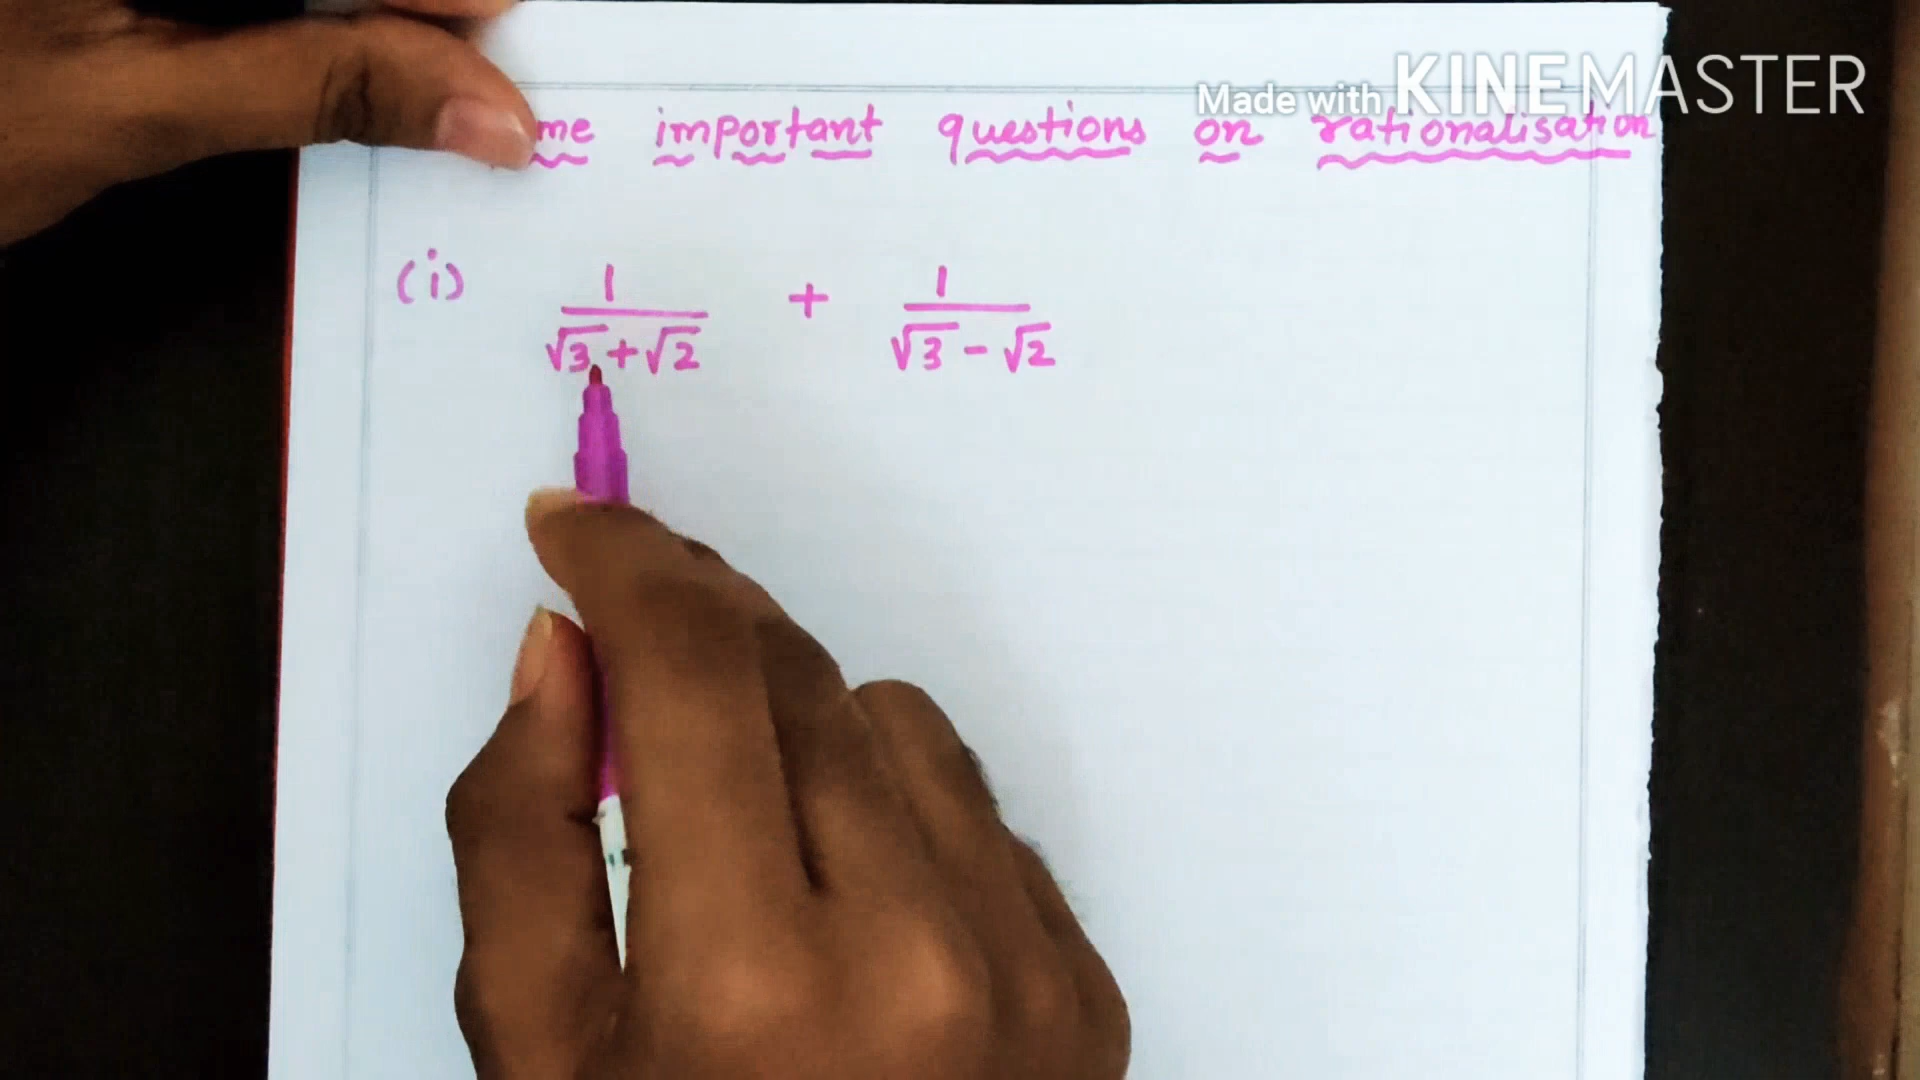 Made with KINEMASTER
me important questions on rationalisation
(i) 1/(√3+√2) + 1/(√3-√2)